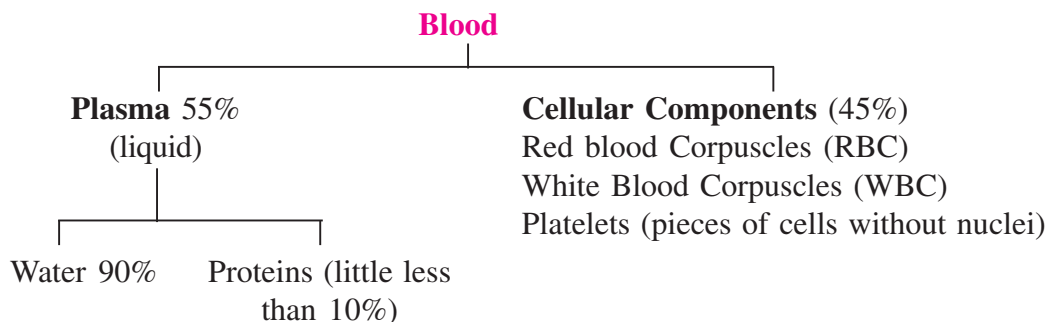 Blood
Plasma 55%
(liquid)
Cellular Components (45%)
Red blood Corpuscles (RBC)
White Blood Corpuscles (WBC)
Platelets (pieces of cells without nuclei)
Water 90%
Proteins (little less
than 10%)